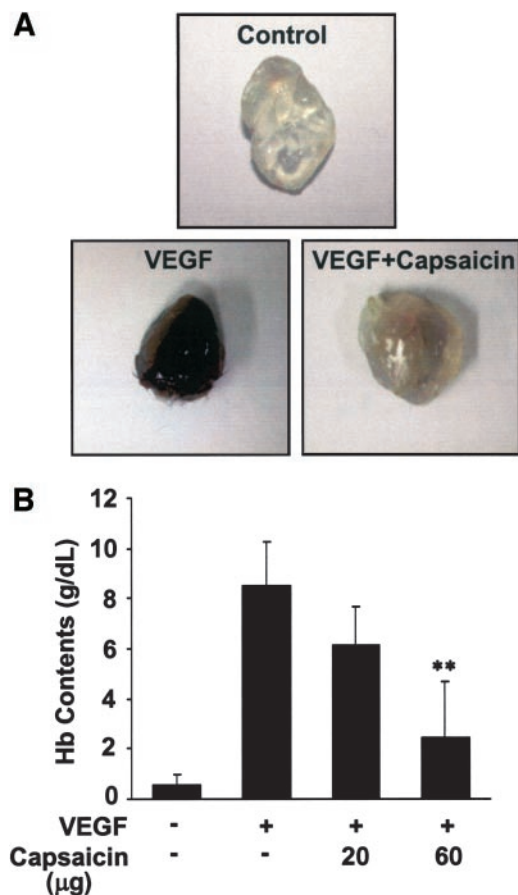 A
Control
VEGF
VEGF+Capsaicin
B
Hb Contents (g/dL)
12
10
8
6
4
2
0
**
VEGF - + + +
Capsaicin - - 20 60
(μg)